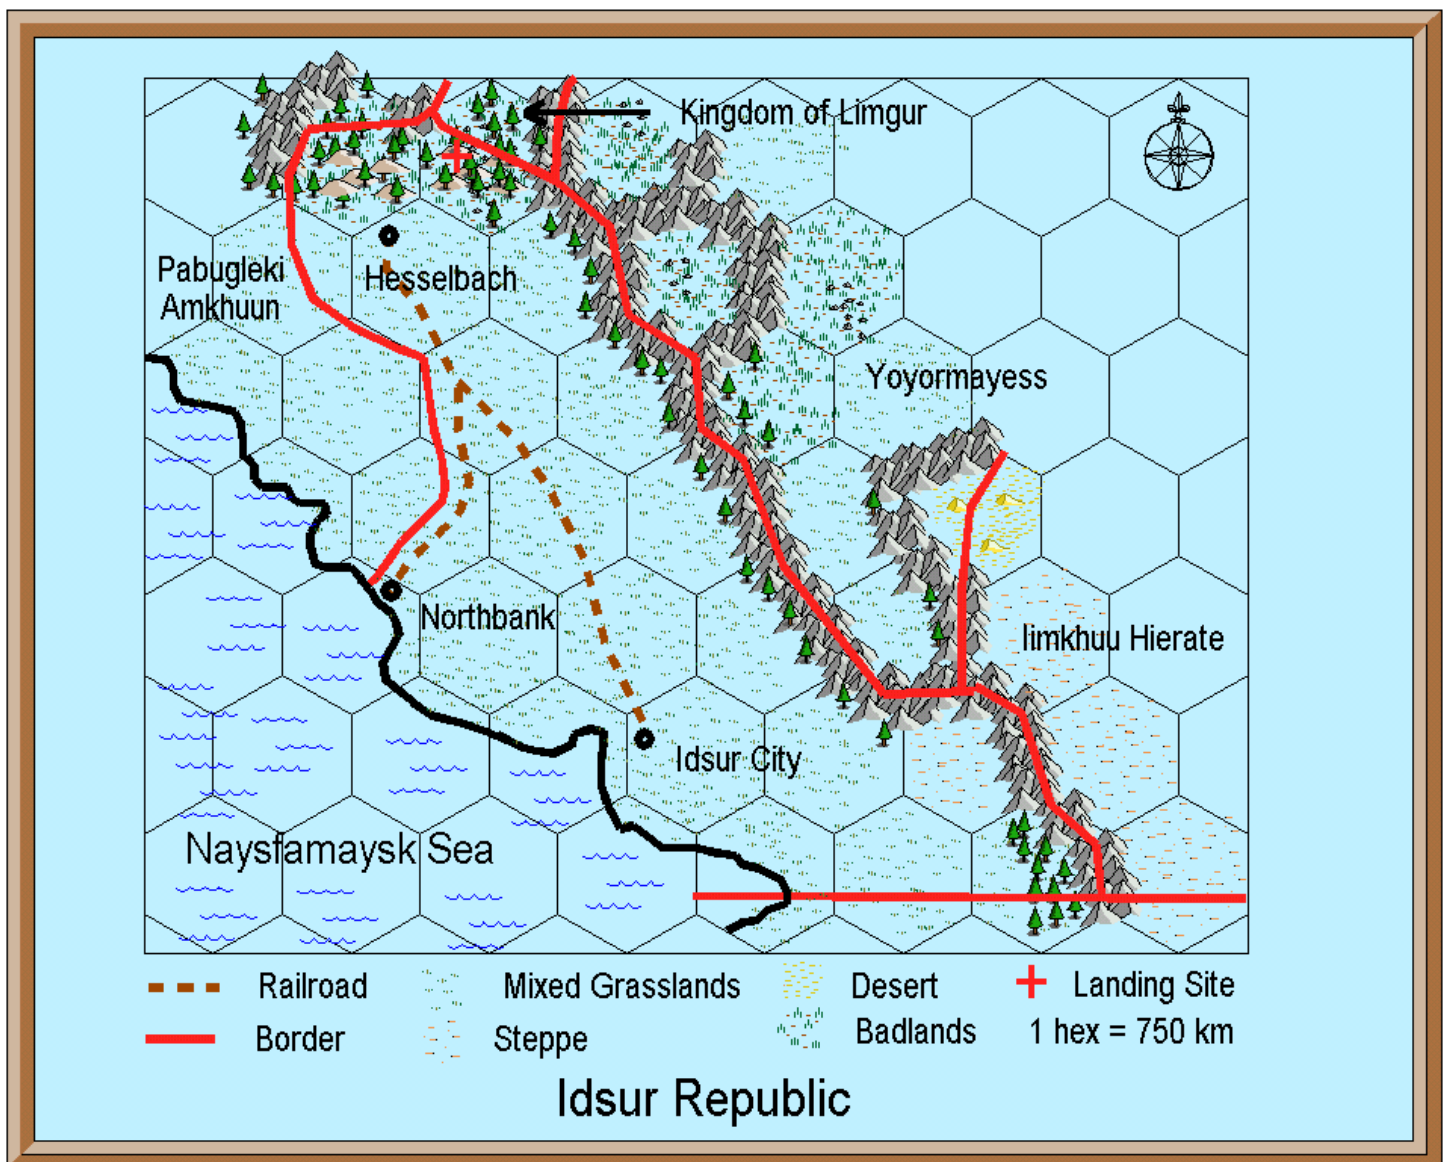 Kingdom of Limgur
Pabugleki
Amkhuun
Hesselbach
Yoyormayess
Northbank
Iimkhuu Hierate
Idsur City
Naysfamaysk Sea
Railroad
Mixed Grasslands
Desert
Landing Site
Border
Steppe
Badlands
1 hex = 750 km
Idsur Republic